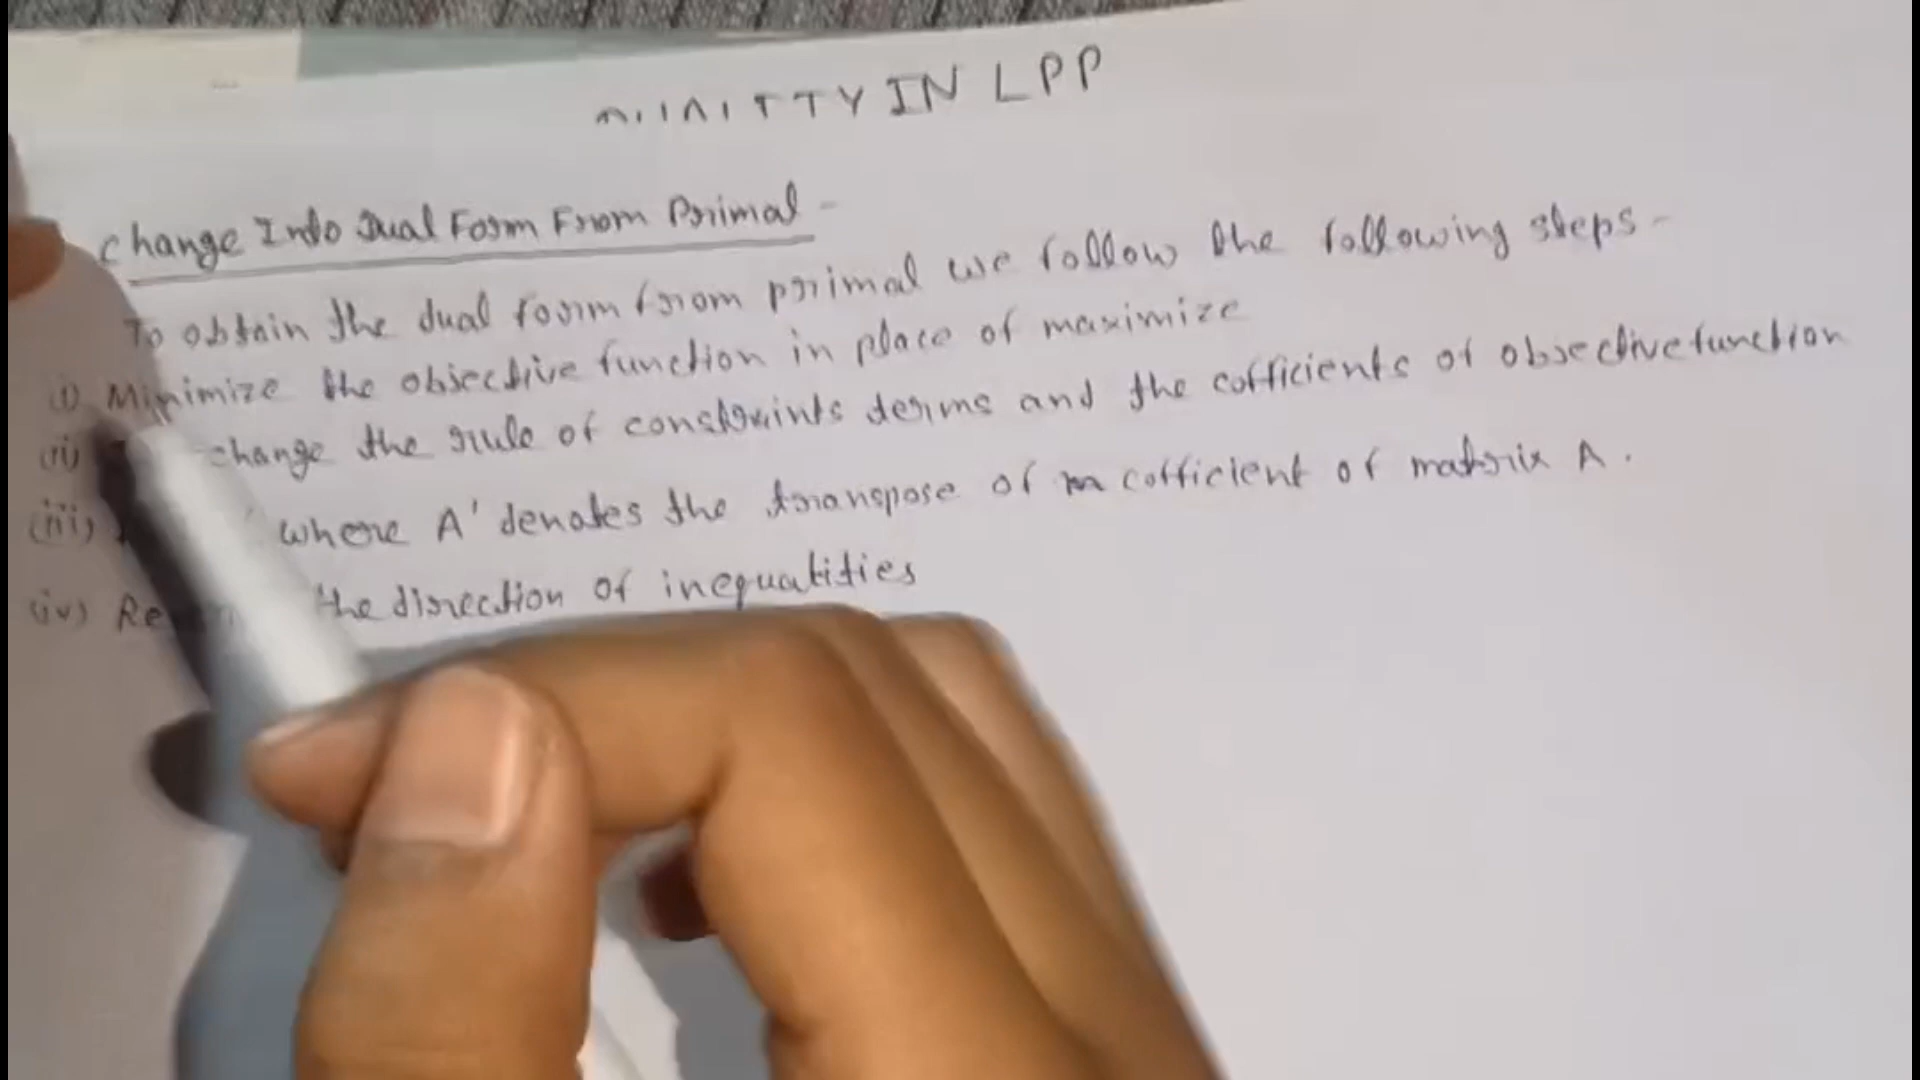 IN LPP
Change Into Dual Form From Primal -
To obtain the dual form from primal we follow the following steps -
(i) Minimize the objective function in place of maximize
(ii) change the rule of constraints terms and the cofficients of objective function
(iii) where A' denotes the transpose of cofficient of matrix A.
(iv) the direction of inequalities